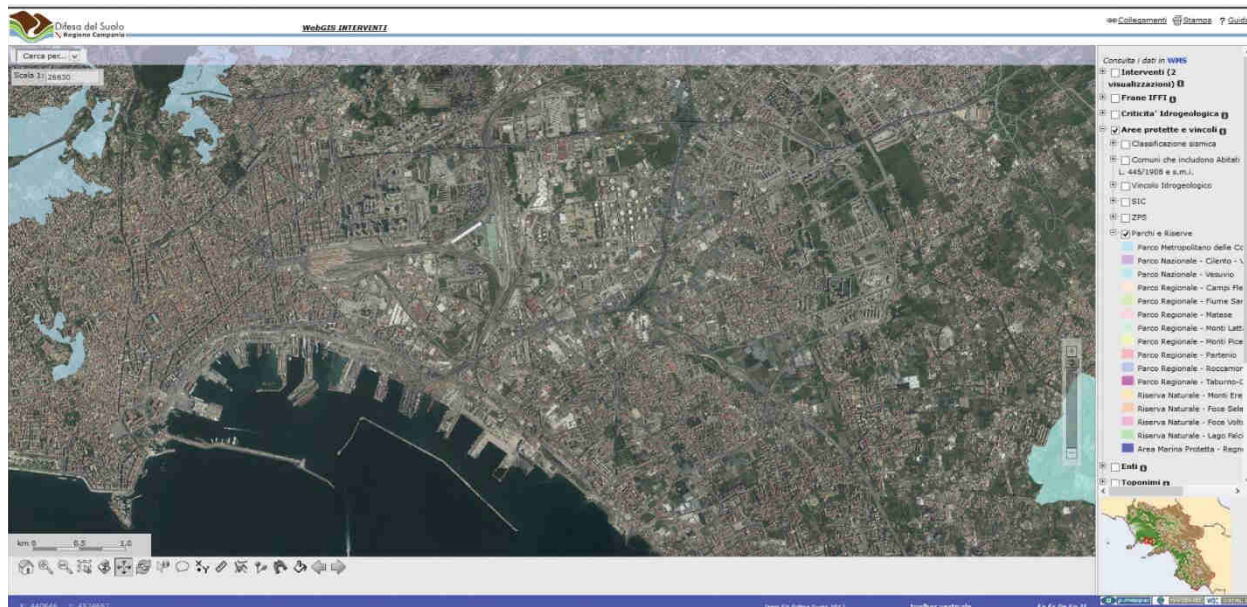 Difesa del Suolo
Regione Campania
WebGIS INTERVENTI
Collegamenti Stampa ? Guida
Cerca per...
Scala 1: 26630
Consulta i dati in WMS
Interventi (2
visualizzazioni)
Frane IFFI
Criticita' Idrogeologica
Aree protette e vincoli
Classificazione sismica
Comuni che includono Abitati
L. 445/1908 e s.m.i.
Vincolo Idrogeologico
SIC
ZPS
Parchi e Riserve
Parco Metropolitano delle Co
Parco Nazionale - Cilento - V
Parco Nazionale - Vesuvio
Parco Regionale - Campi Fle
Parco Regionale - Fiume Sar
Parco Regionale - Matese
Parco Regionale - Monti Latt
Parco Regionale - Monti Pice
Parco Regionale - Partenio
Parco Regionale - Roccamon
Parco Regionale - Taburno-C
Riserva Naturale - Monti Ere
Riserva Naturale - Foce Sele
Riserva Naturale - Foce Volt
Riserva Naturale - Lago Falci
Area Marina Protetta - Regn
Enti
Toponimi
km 0 0.5 1.0